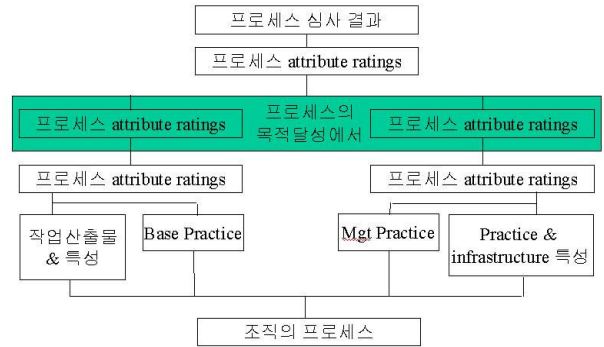 프로세스 심사 결과
프로세스 attribute ratings
프로세스 attribute ratings
프로세스의
목적달성에서
프로세스 attribute ratings
프로세스 attribute ratings
프로세스 attribute ratings
작업산출물
& 특성
Base Practice
Mgt Practice
Practice &
infrastructure 특성
조직의 프로세스